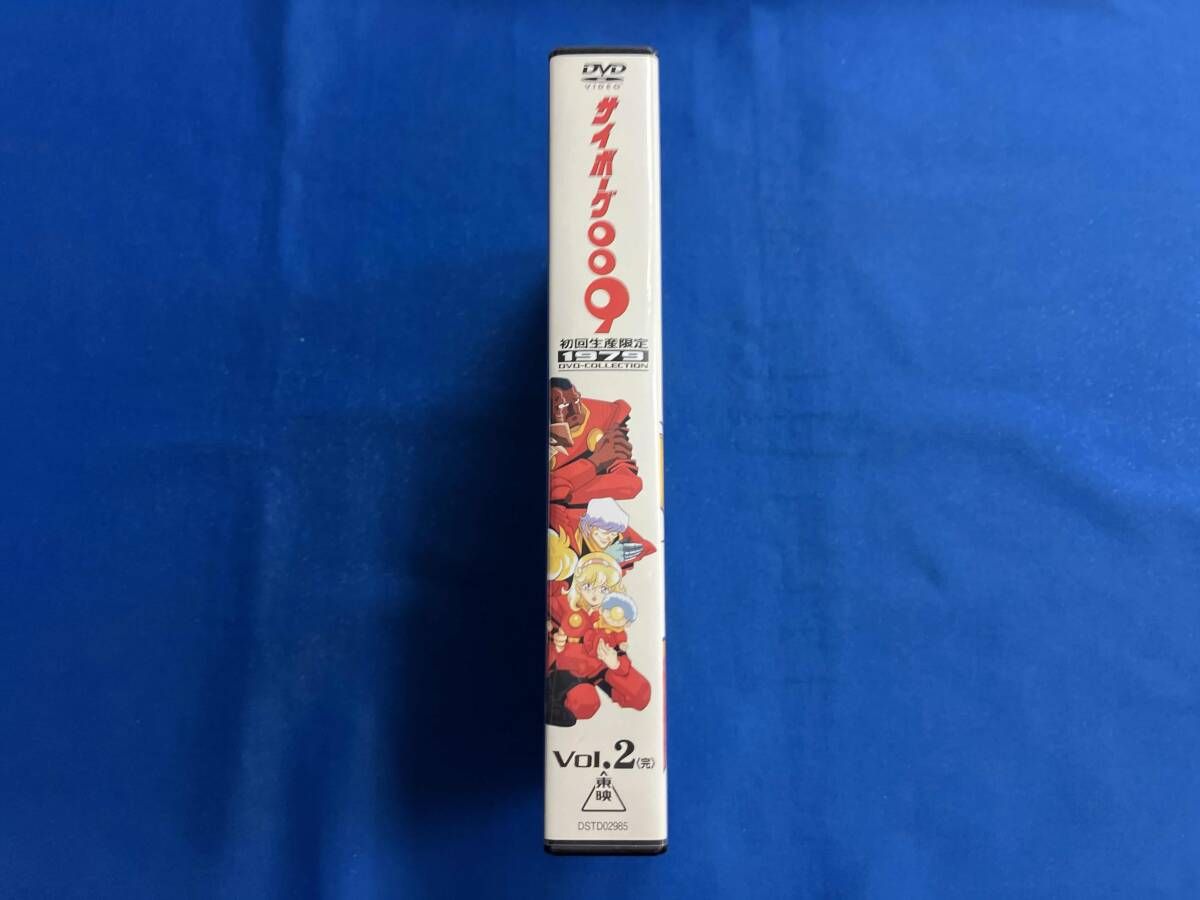 DVD
VIDEO
サイボーグ009
初回生産限定
1979
DVD-COLLECTION
Vol.2《完》
東映
DSTD02985